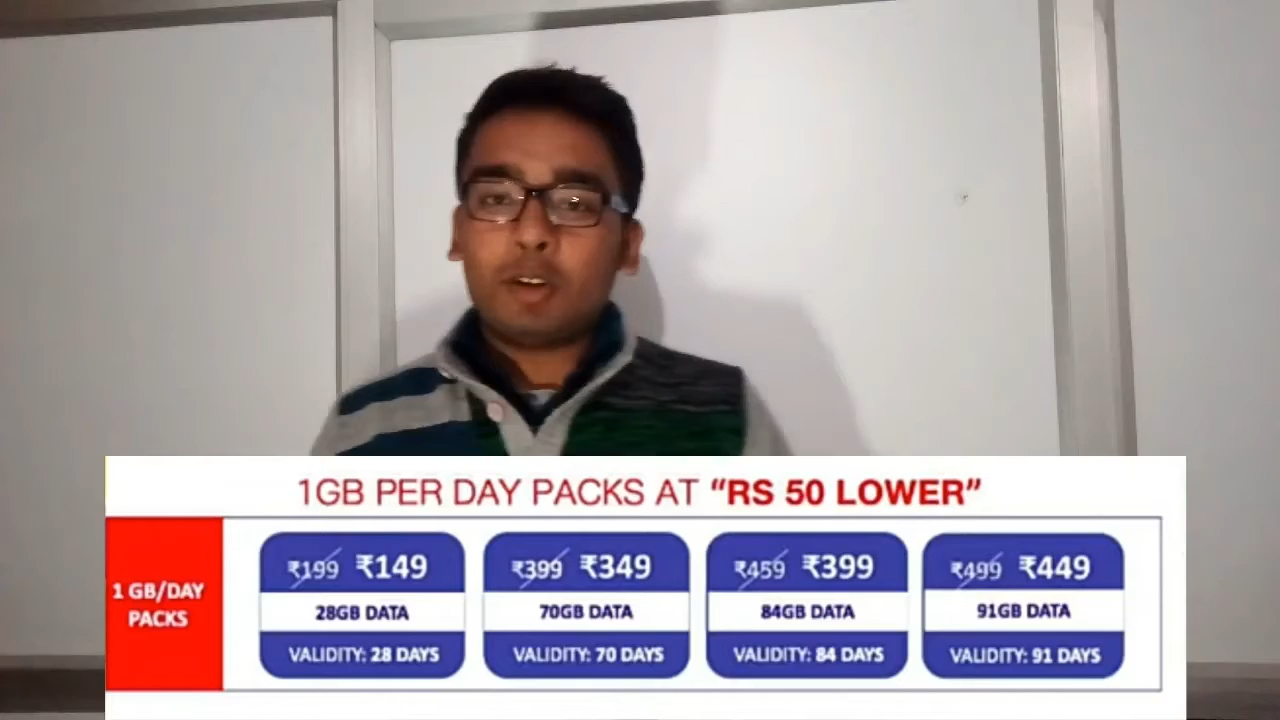 1GB PER DAY PACKS AT “RS 50 LOWER”
1 GB/DAY
PACKS
₹199 ₹149
28GB DATA
VALIDITY: 28 DAYS
₹399 ₹349
70GB DATA
VALIDITY: 70 DAYS
₹459 ₹399
84GB DATA
VALIDITY: 84 DAYS
₹499 ₹449
91GB DATA
VALIDITY: 91 DAYS